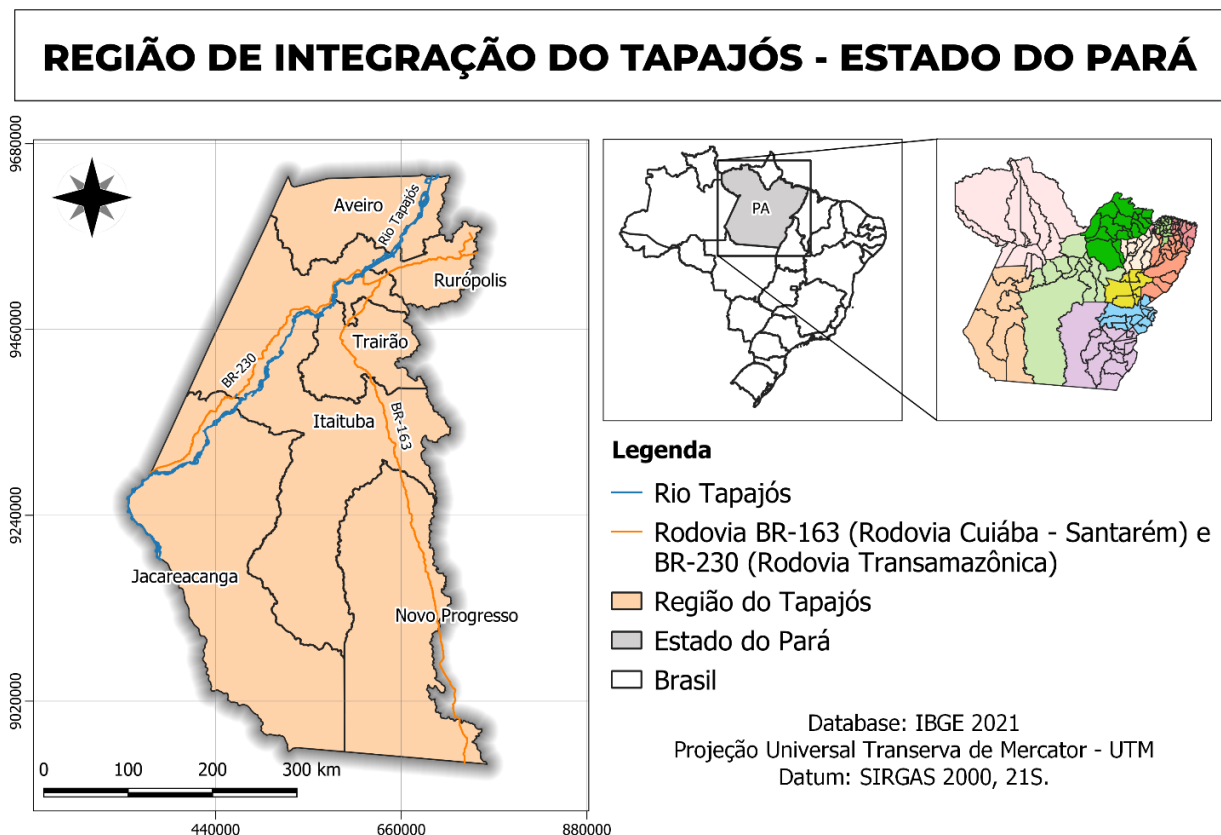 REGIÃO DE INTEGRAÇÃO DO TAPAJÓS - ESTADO DO PARÁ
9680000
9460000
9240000
9020000
Aveiro
Rio Tapajós
Rurópolis
Trairão
BR-230
Itaituba
BR-163
Jacareacanga
Novo Progresso
0 100 200 300 km
440000 660000 880000
PA
Legenda
Rio Tapajós
Rodovia BR-163 (Rodovia Cuiába - Santarém) e
BR-230 (Rodovia Transamazônica)
Região do Tapajós
Estado do Pará
Brasil
Database: IBGE 2021
Projeção Universal Transerva de Mercator - UTM
Datum: SIRGAS 2000, 21S.